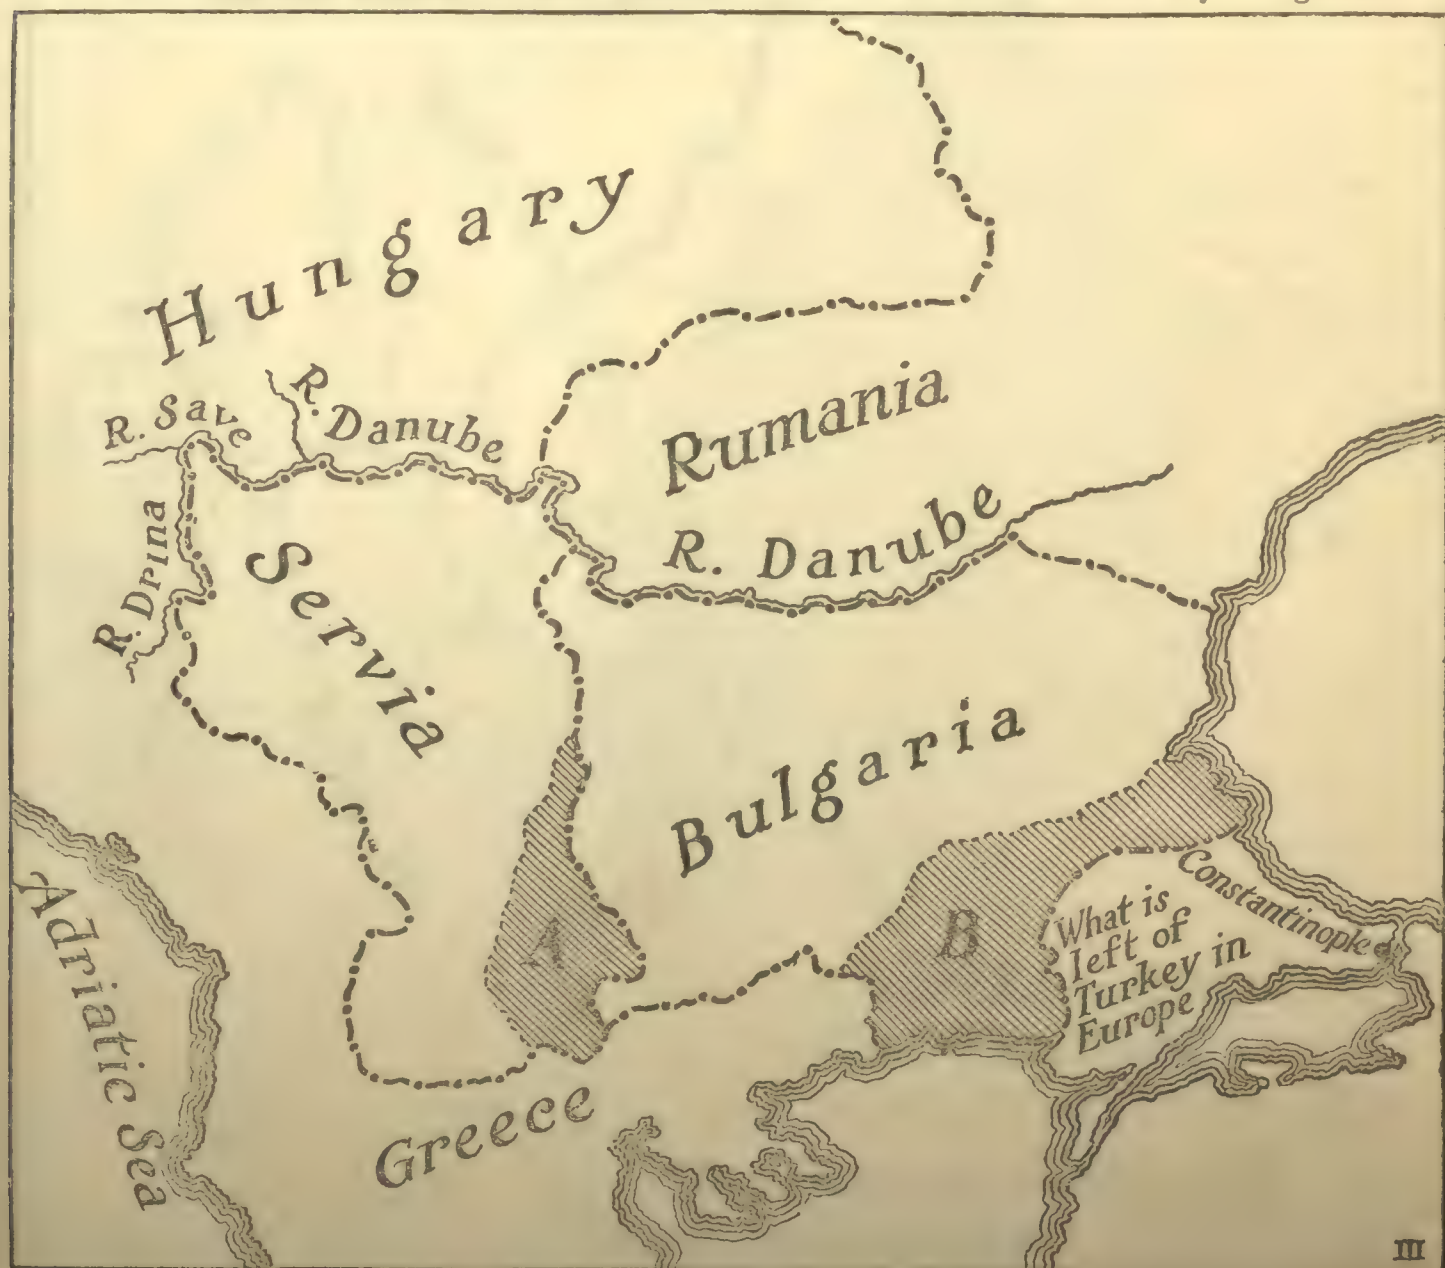 Hungary
R. Save
R. Danube
R. Drina
Servia
Rumania
R. Danube
Bulgaria
A
B
Constantinople
What is
left of
Turkey in
Europe
Adriatic Sea
Greece
III